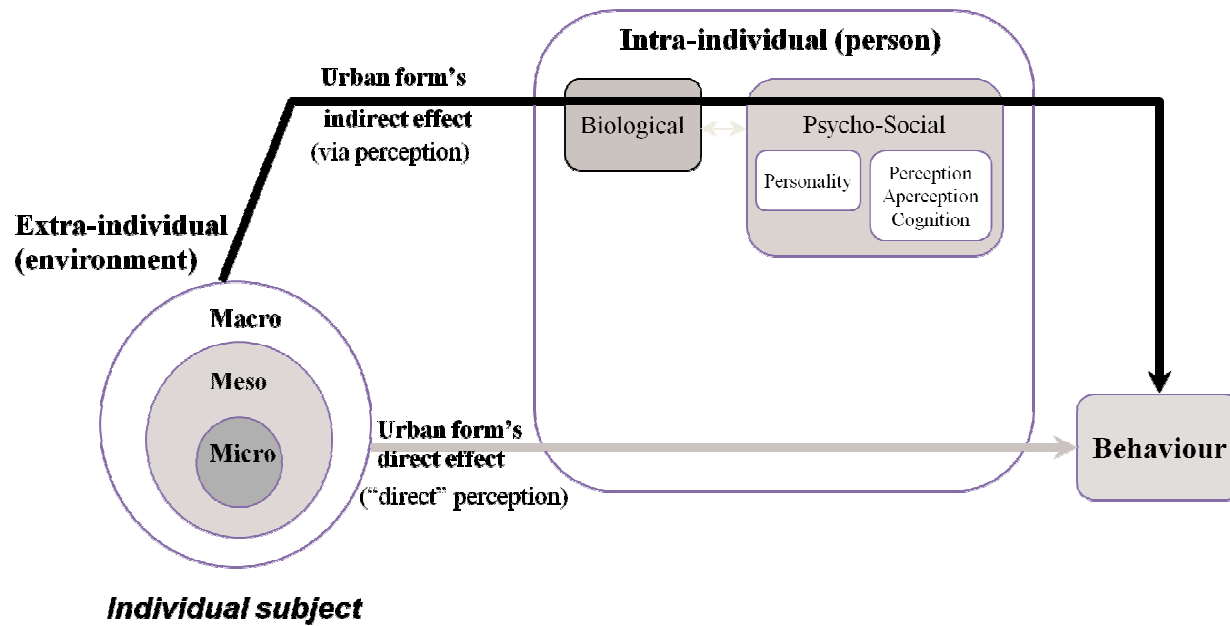 Intra-individual (person)
Urban form's
indirect effect
(via perception)
Biological
Psycho-Social
Personality
Perception
Aperception
Cognition
Extra-individual
(environment)
Macro
Meso
Micro
Urban form's
direct effect
("direct" perception)
Behaviour
Individual subject